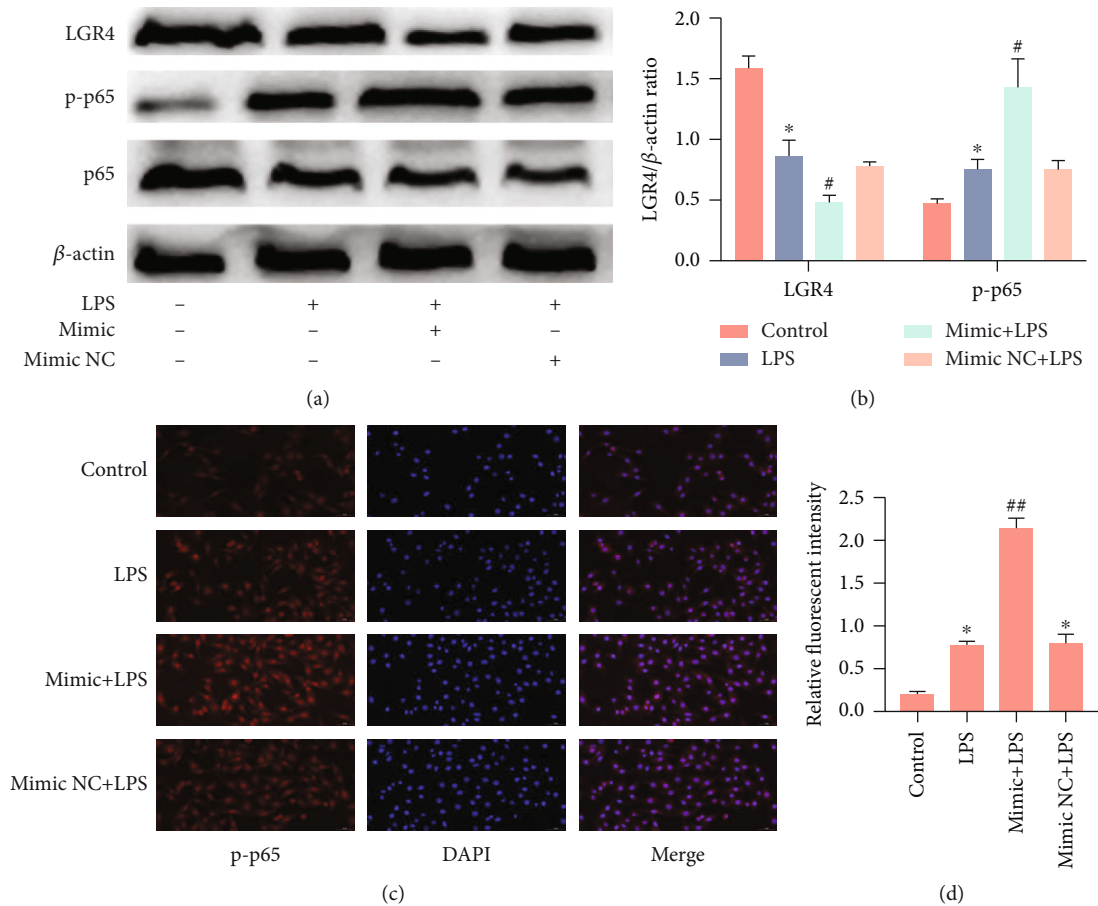 LGR4
p-p65
p65
β-actin
LPS – + + +
Mimic – – + –
Mimic NC – – – +
(a)
LGR4/β-actin ratio
2.0
1.5
1.0
0.5
0.0
* # * #
LGR4 p-p65
Control Mimic+LPS
LPS Mimic NC+LPS
(b)
Control
LPS
Mimic+LPS
Mimic NC+LPS
p-p65 DAPI Merge
(c)
Relative fluorescent intensity
2.5
2.0
1.5
1.0
0.5
0.0
* ## *
Control
LPS
Mimic+LPS
Mimic NC+LPS
(d)